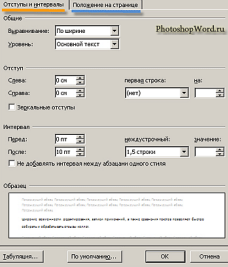 Отступы и интервалы Положение на странице
Общие
PhotoshopWord.ru
Выравнивание: По ширине
Уровень: Основной текст
Отступ
Слева: 0 см первая строка: на:
Справа: 0 см (нет)
Зеркальные отступы
Интервал
Перед: 0 пт междустрочный: значение:
После: 10 пт 1,5 строки
Не добавлять интервал между абзацами одного стиля
Образец
Табуляция... По умолчанию... ОК Отмена